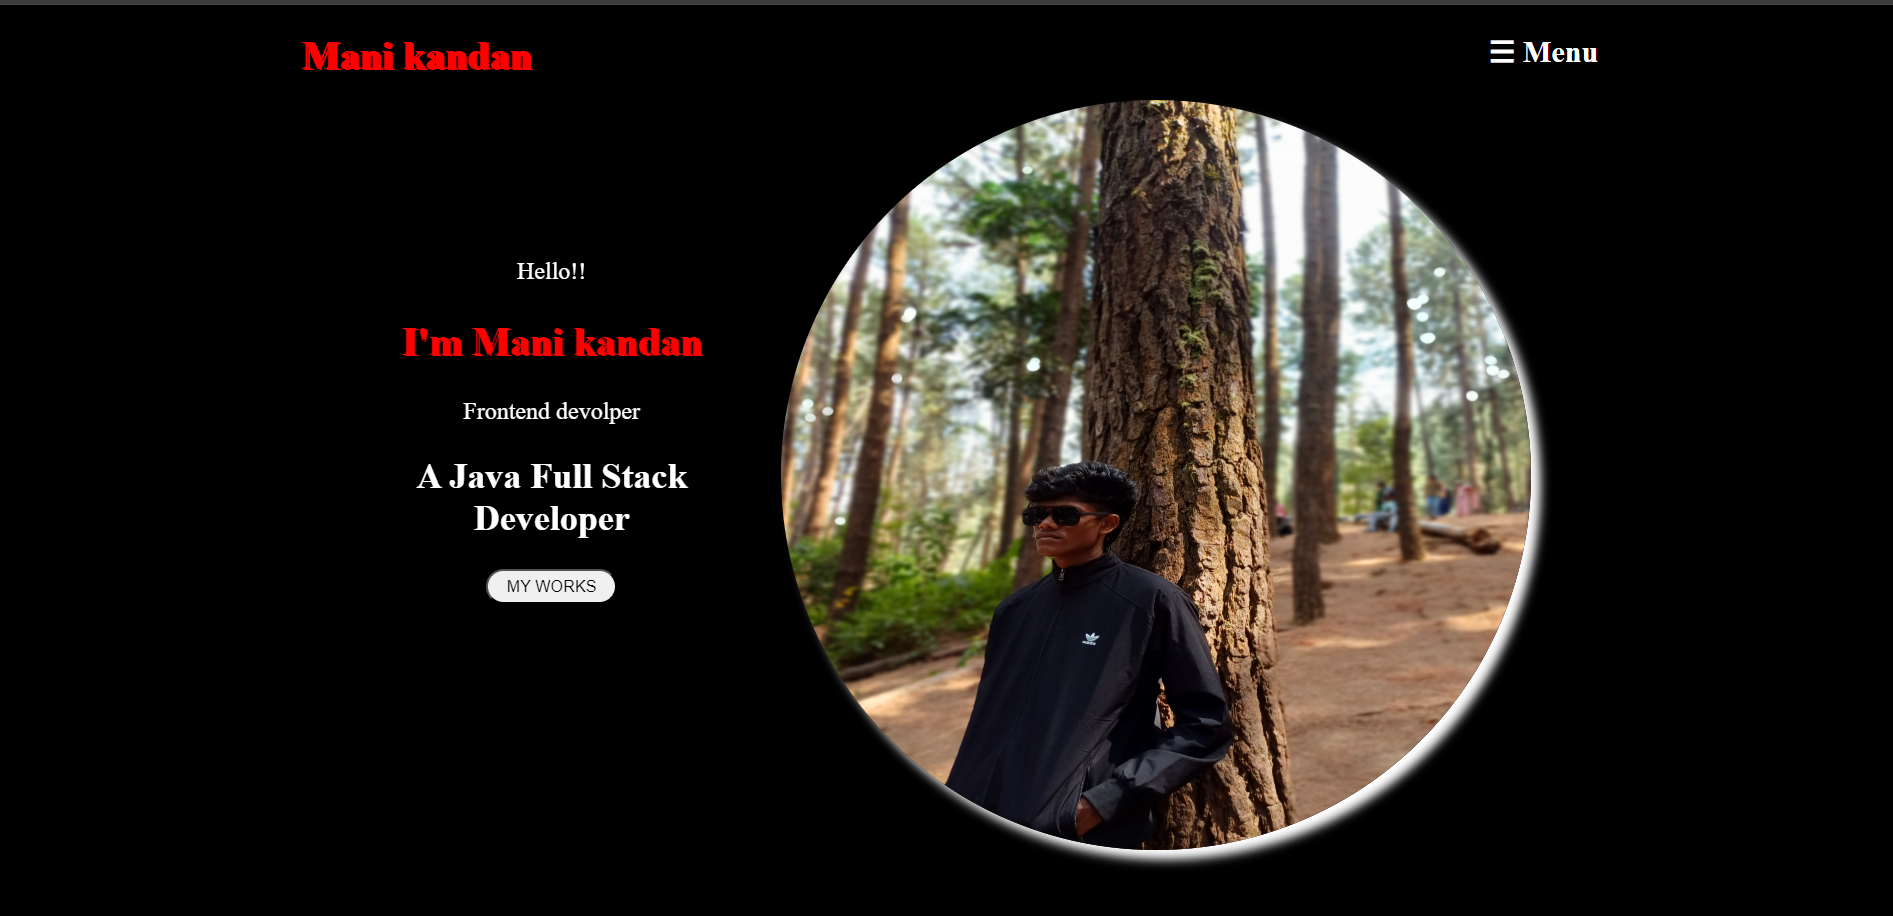 Mani kandan
☰ Menu
Hello!!
I'm Mani kandan
Frontend devolper
A Java Full Stack
Developer
MY WORKS